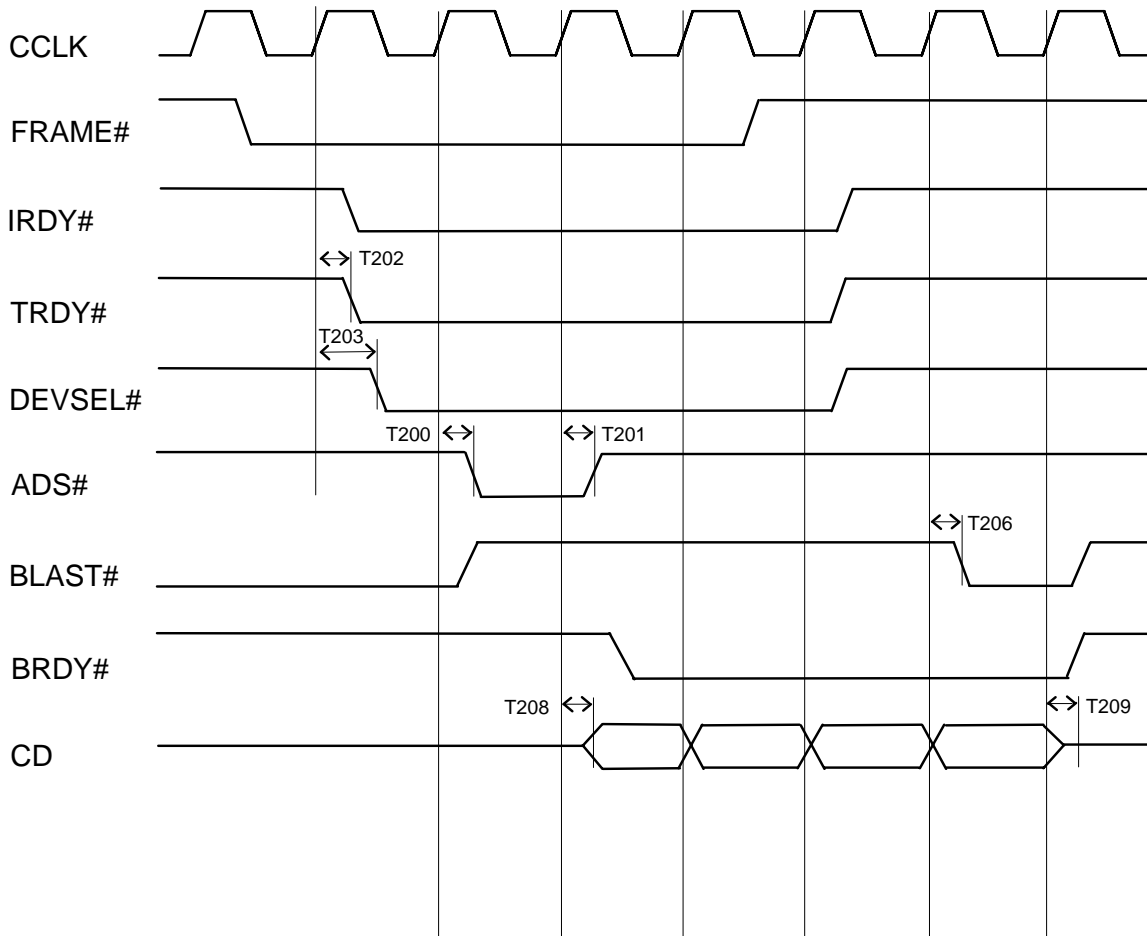 CCLK
FRAME#
IRDY#
T202
TRDY#
T203
DEVSEL#
T200
T201
ADS#
T206
BLAST#
BRDY#
T208
T209
CD